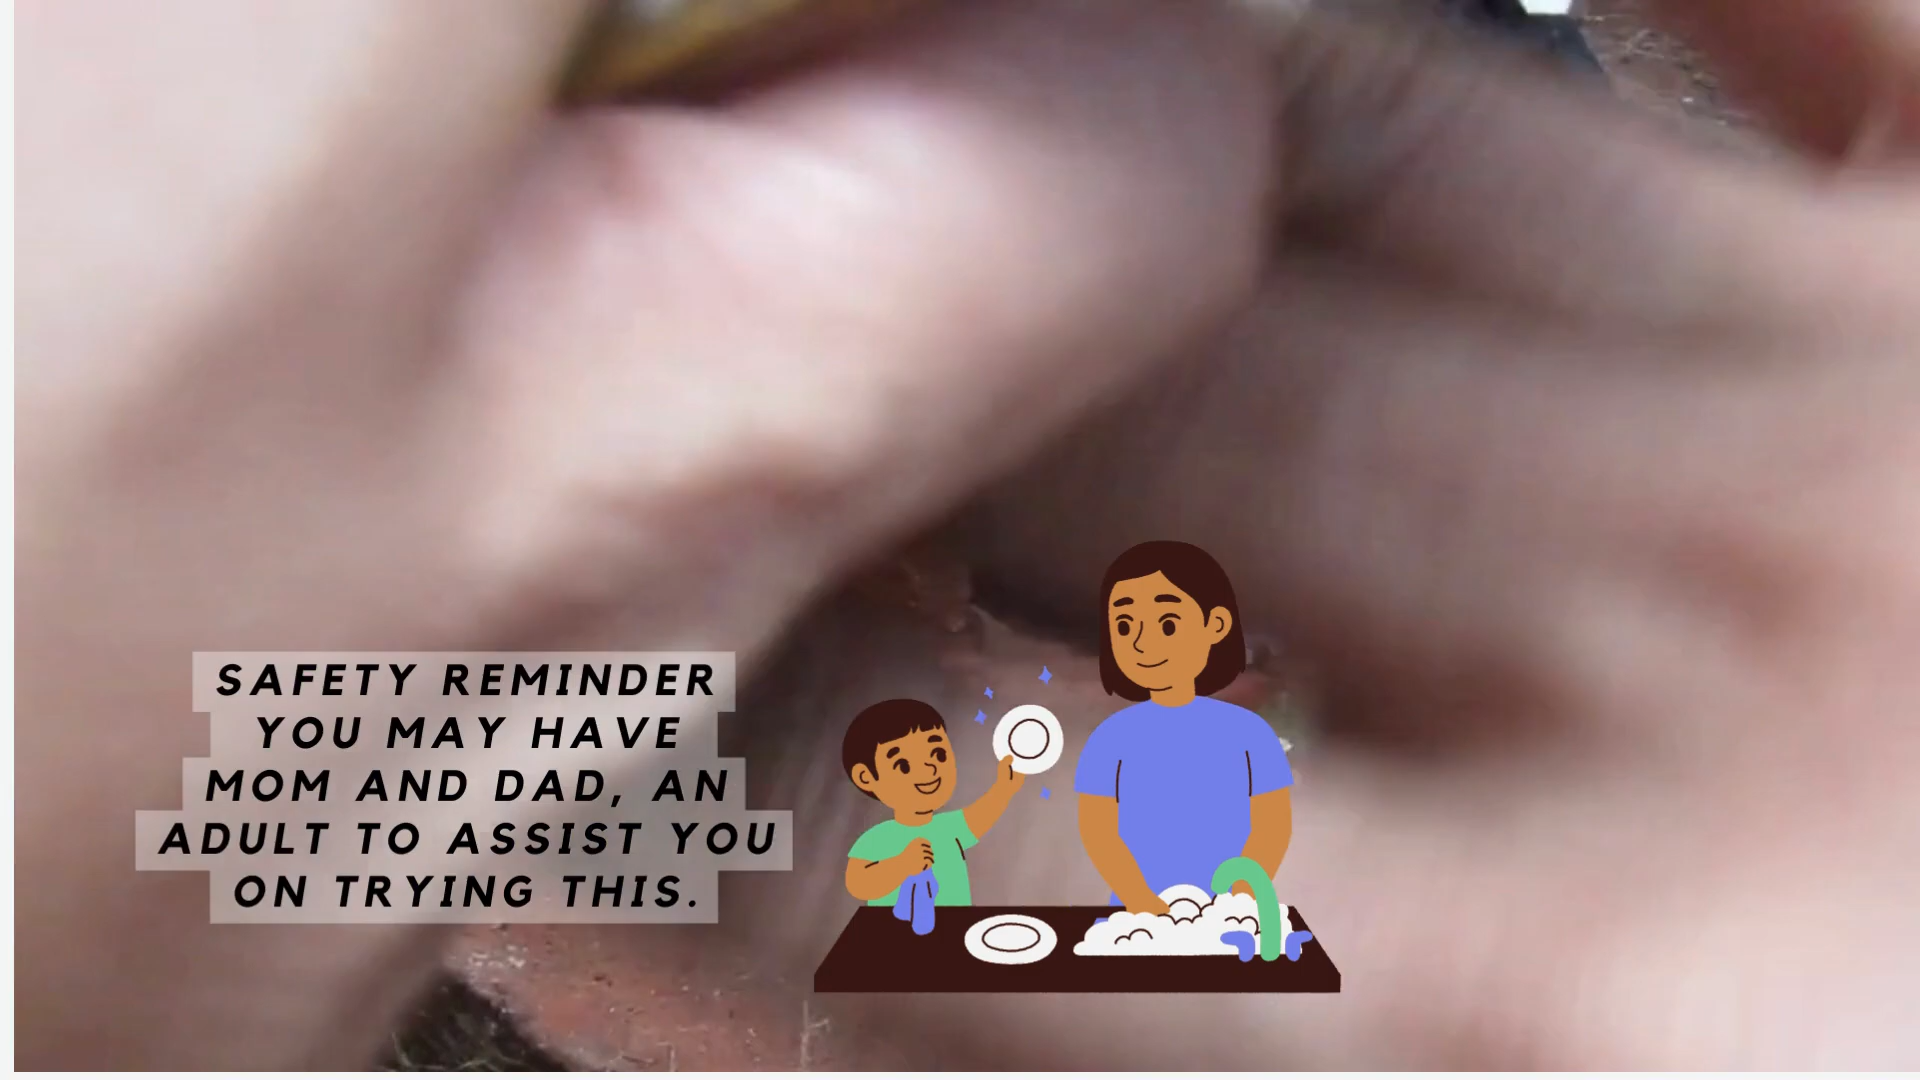 SAFETY REMINDER
YOU MAY HAVE
MOM AND DAD, AN
ADULT TO ASSIST YOU
ON TRYING THIS.